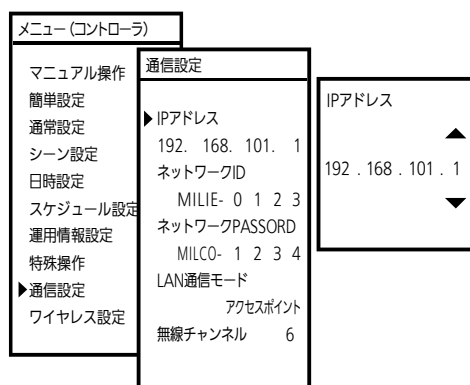 メニュー(コントローラ)
マニュアル操作
簡単設定
通常設定
シーン設定
日時設定
スケジュール設定
運用情報設定
特殊操作
▶通信設定
ワイヤレス設定
通信設定
▶IPアドレス
192. 168. 101. 1
ネットワークID
MILIE- 0 1 2 3
ネットワークPASSORD
MILCO- 1 2 3 4
LAN通信モード
アクセスポイント
無線チャンネル 6
IPアドレス
▲
192 . 168 . 101 . 1
▼